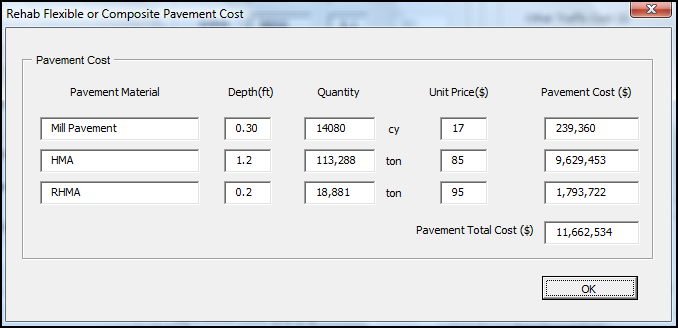 Rehab Flexible or Composite Pavement Cost
Pavement Cost
Pavement Material Depth(ft) Quantity Unit Price($) Pavement Cost ($)
Mill Pavement 0.30 14080 cy 17 239,360
HMA 1.2 113,288 ton 85 9,629,453
RHMA 0.2 18,881 ton 95 1,793,722
Pavement Total Cost ($) 11,662,534
OK